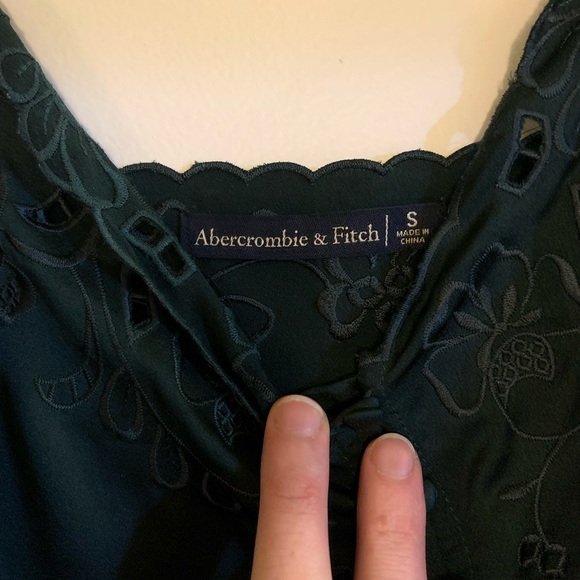 Abercrombie & Fitch
S
MADE IN
CHINA